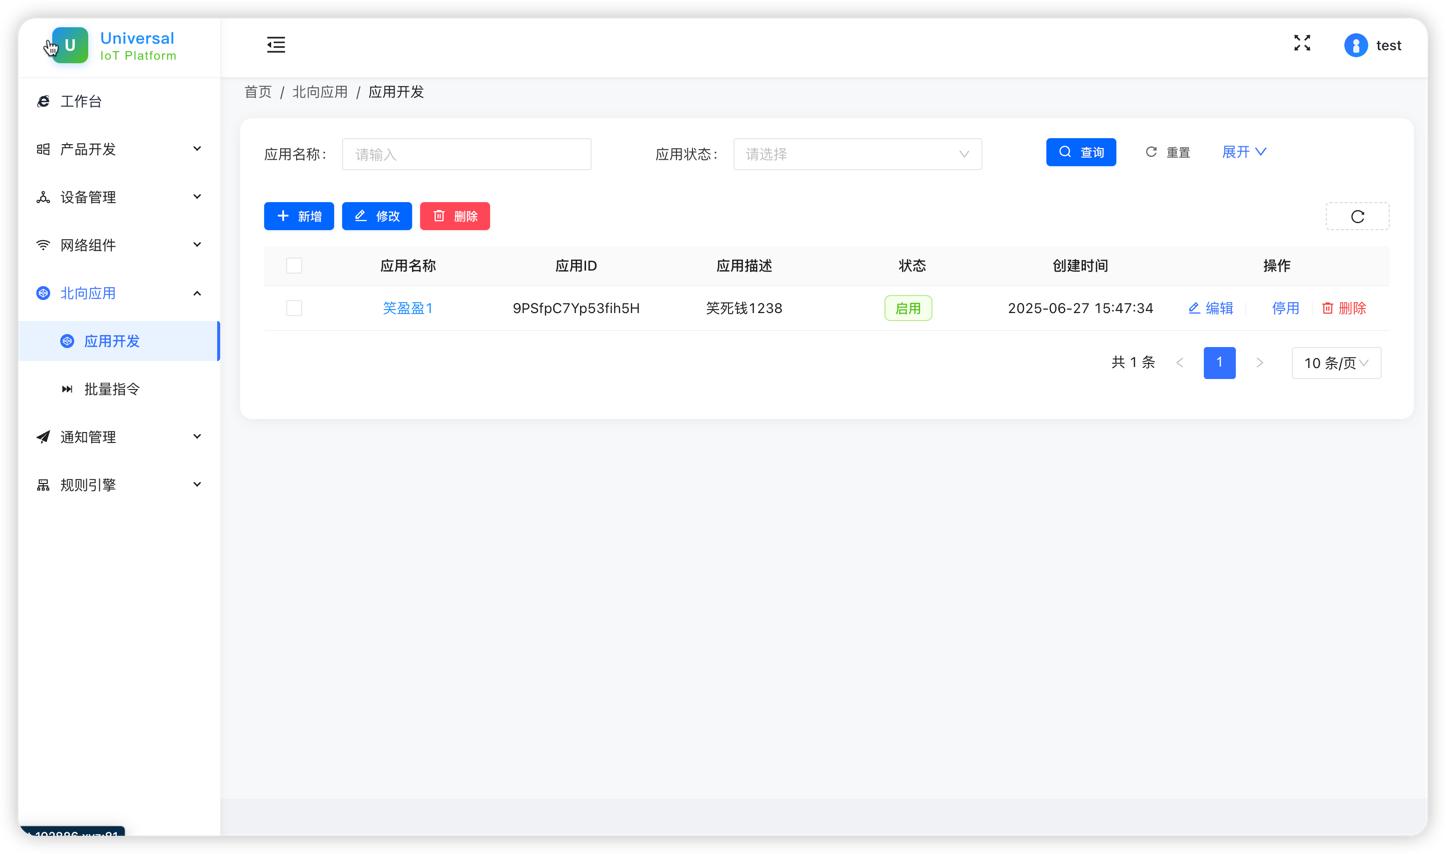 U
Universal
IoT Platform
test
工作台
产品开发
设备管理
网络组件
北向应用
应用开发
批量指令
通知管理
规则引擎
首页 / 北向应用 / 应用开发
应用名称： 请输入 应用状态： 请选择 查询 重置 展开
新增 修改 删除
应用名称 应用ID 应用描述 状态 创建时间 操作
笑盈盈1 9PSfpC7Yp53fih5H 笑死钱1238 启用 2025-06-27 15:47:34 编辑 停用 删除
共 1 条 < 1 > 10 条/页